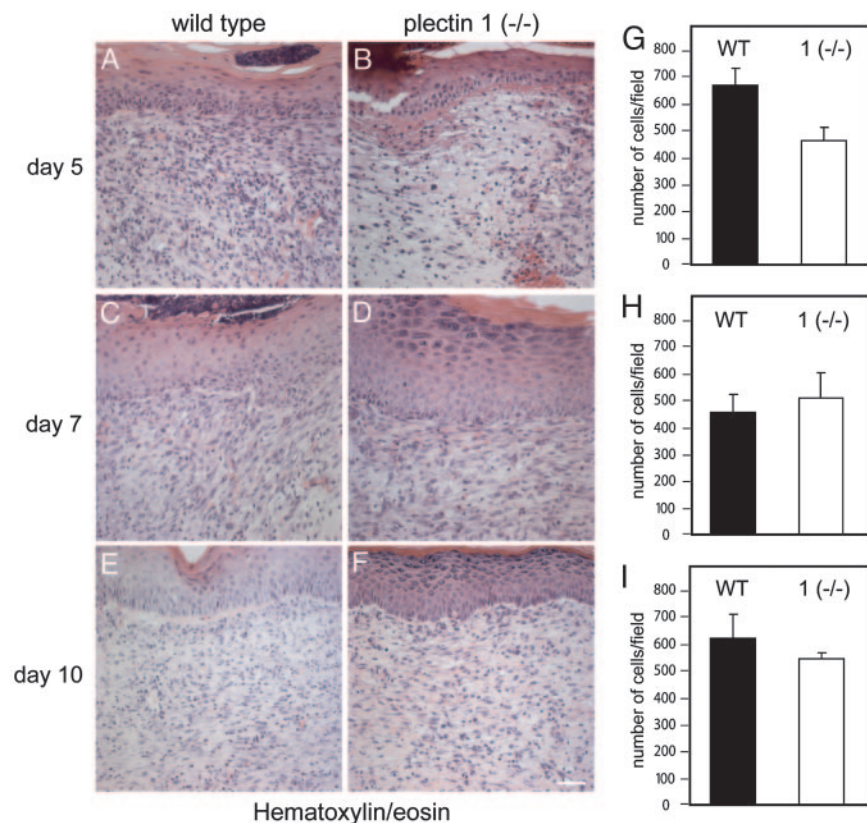 wild type plectin 1 (-/-)
A B
day 5
C D
day 7
E F
day 10
Hematoxylin/eosin
G
WT 1 (-/-)
number of cells/field
800
700
600
500
400
300
200
100
0
H
WT 1 (-/-)
number of cells/field
800
700
600
500
400
300
200
100
0
I
WT 1 (-/-)
number of cells/field
800
700
600
500
400
300
200
100
0